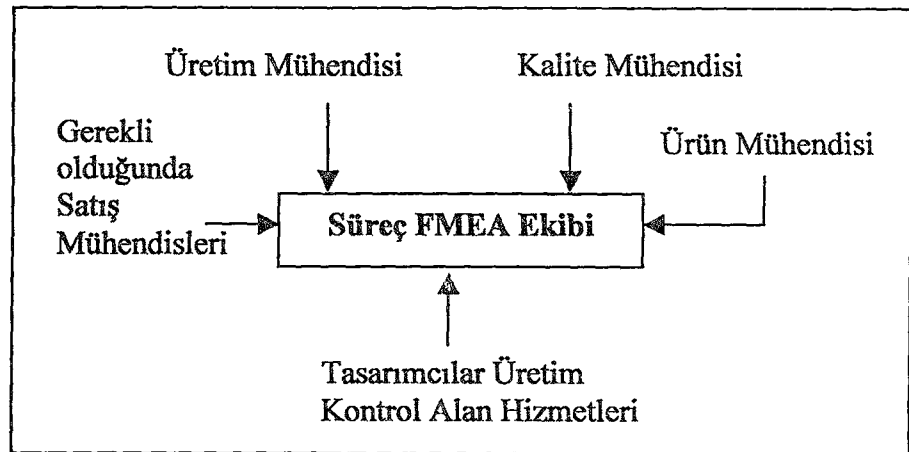 Üretim Mühendisi
Kalite Mühendisi
Gerekli
olduğunda
Satış
Mühendisleri
Ürün Mühendisi
Süreç FMEA Ekibi
Tasarımcılar Üretim
Kontrol Alan Hizmetleri